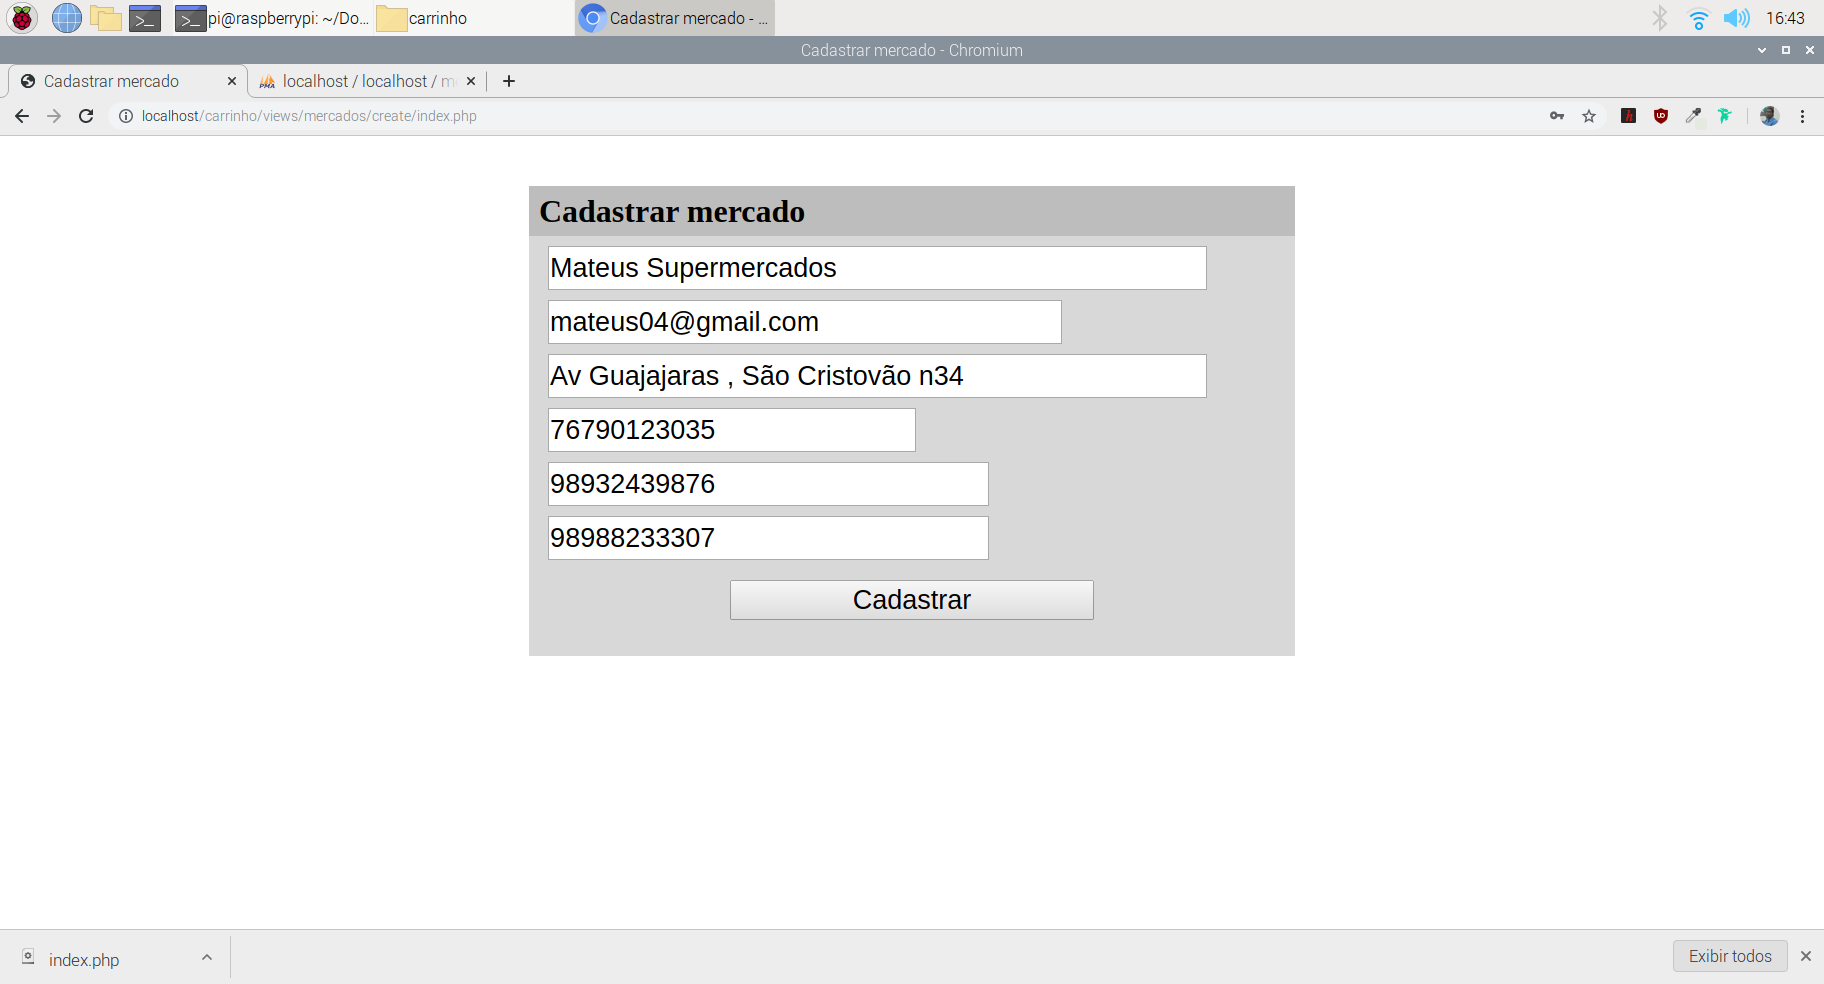 pi@raspberrypi: ~/Do...
carrinho
Cadastrar mercado - ...
16:43
Cadastrar mercado - Chromium
Cadastrar mercado
localhost / localhost / m
localhost/carrinho/views/mercados/create/index.php
Cadastrar mercado
Mateus Supermercados
mateus04@gmail.com
Av Guajajaras , São Cristovão n34
76790123035
98932439876
98988233307
Cadastrar
index.php
Exibir todos